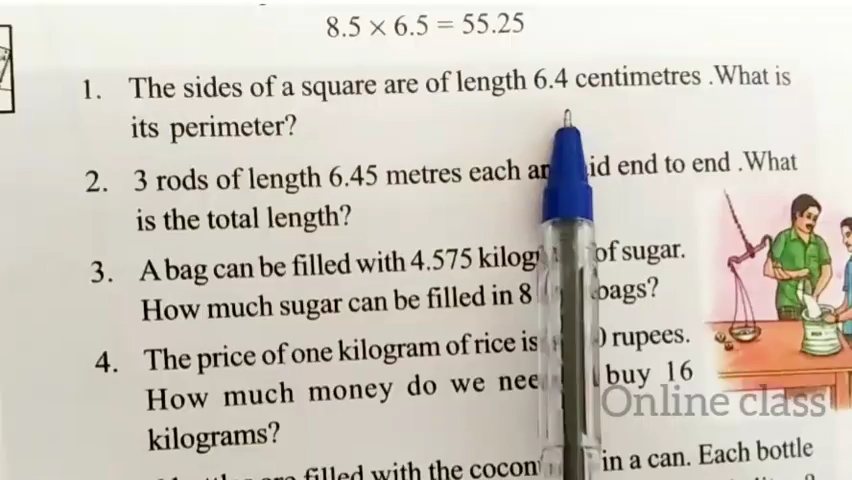 8.5 × 6.5 = 55.25
1. The sides of a square are of length 6.4 centimetres .What is
its perimeter?
2. 3 rods of length 6.45 metres each end to end .What
is the total length?
3. A bag can be filled with 4.575 of sugar.
How much sugar can be filled in 8 bags?
4. The price of one kilogram of rice is rupees.
How much money do we buy 16
kilograms?
filled with the in a can. Each bottle
Online class